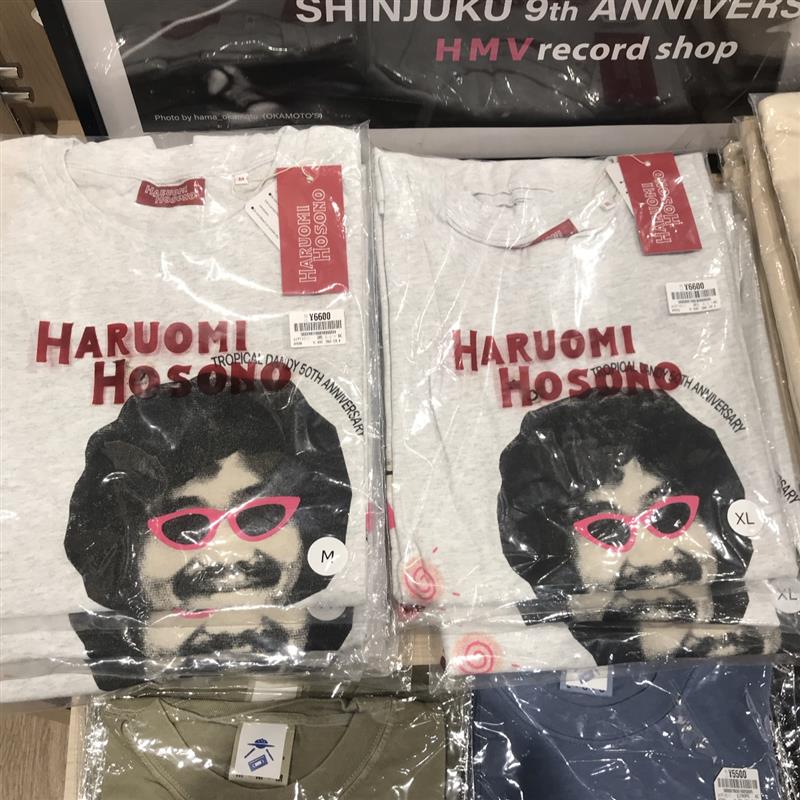 SHINJUKU 9th ANNIVERS
HMV record shop
Photo by hama_okamoto (OKAMOTO'S)
HARUOMI
HOSONO
M
HARUOMI
HOSONO
¥6600
HARUOMI
HOSONO
TROPICAL DANDY 50TH ANNIVERSARY
M
HARUOMI
HOSONO
¥6600
HARUOMI
HOSONO
TROPICAL DANDY 50TH ANNIVERSARY
XL
XL
¥5500